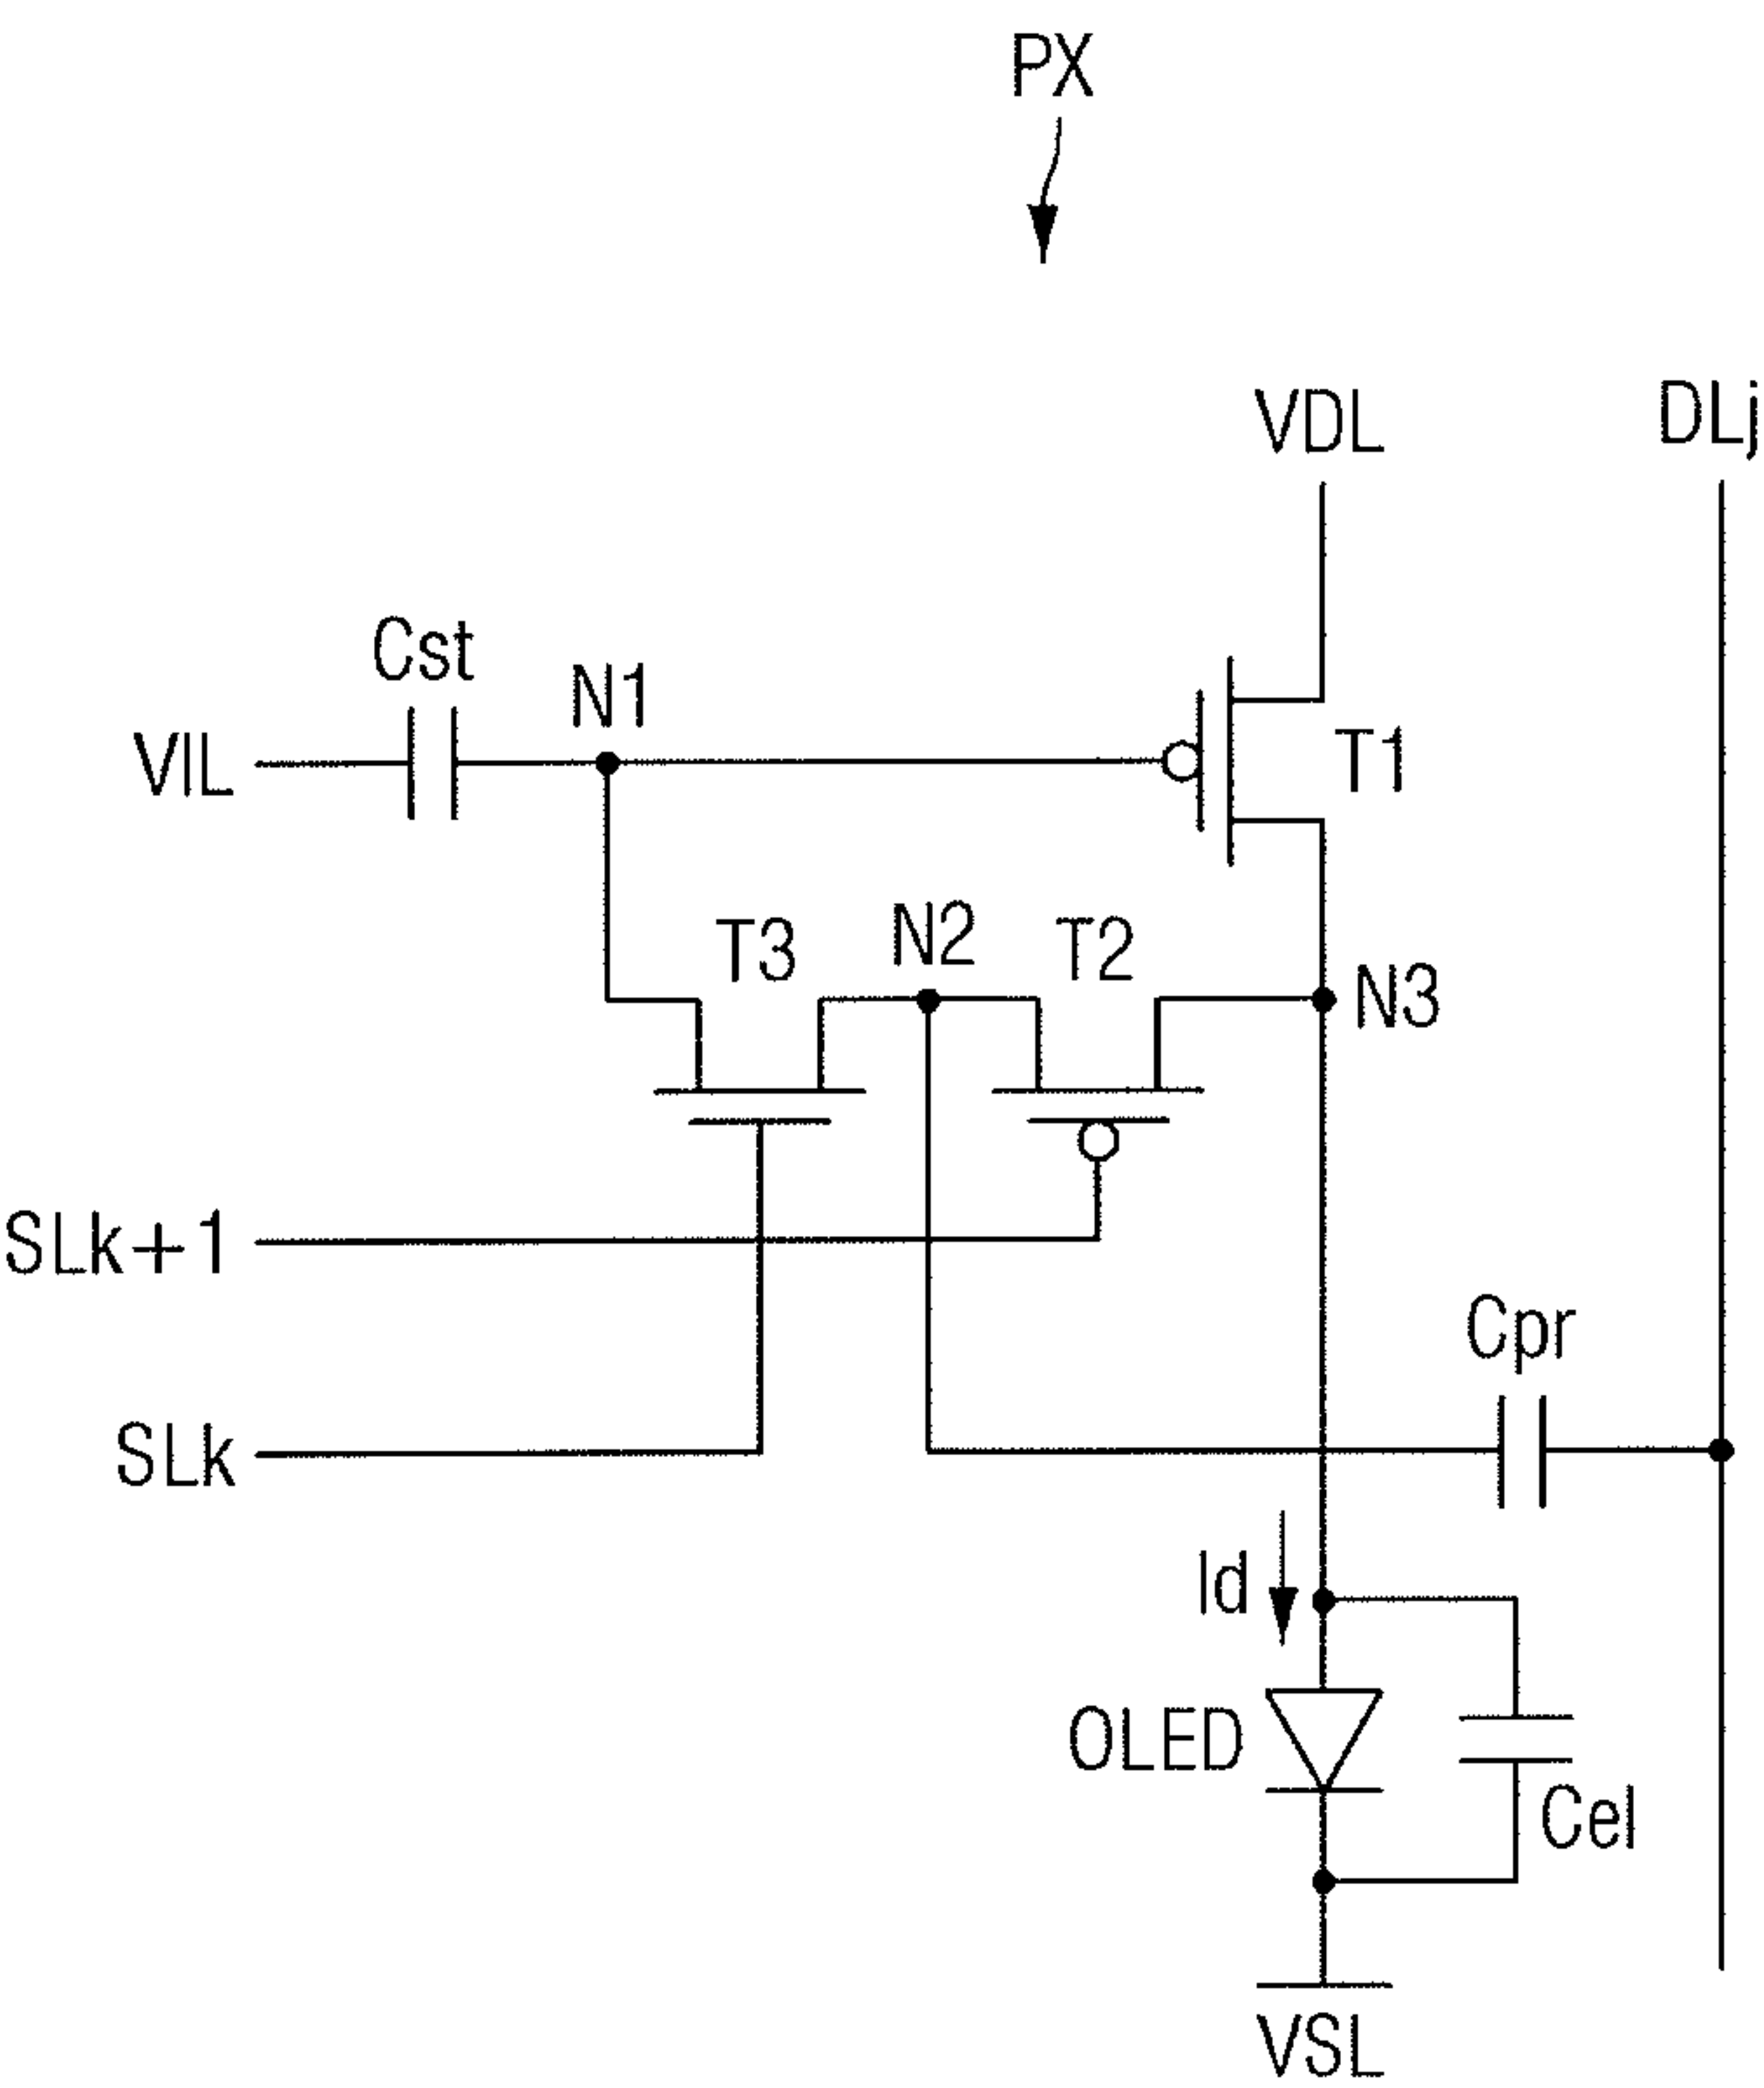 PX
VDL
DLj
Cst
N1
VIL
T1
T3
N2
T2
N3
SLk+1
Cpr
SLk
Id
OLED
Cel
VSL